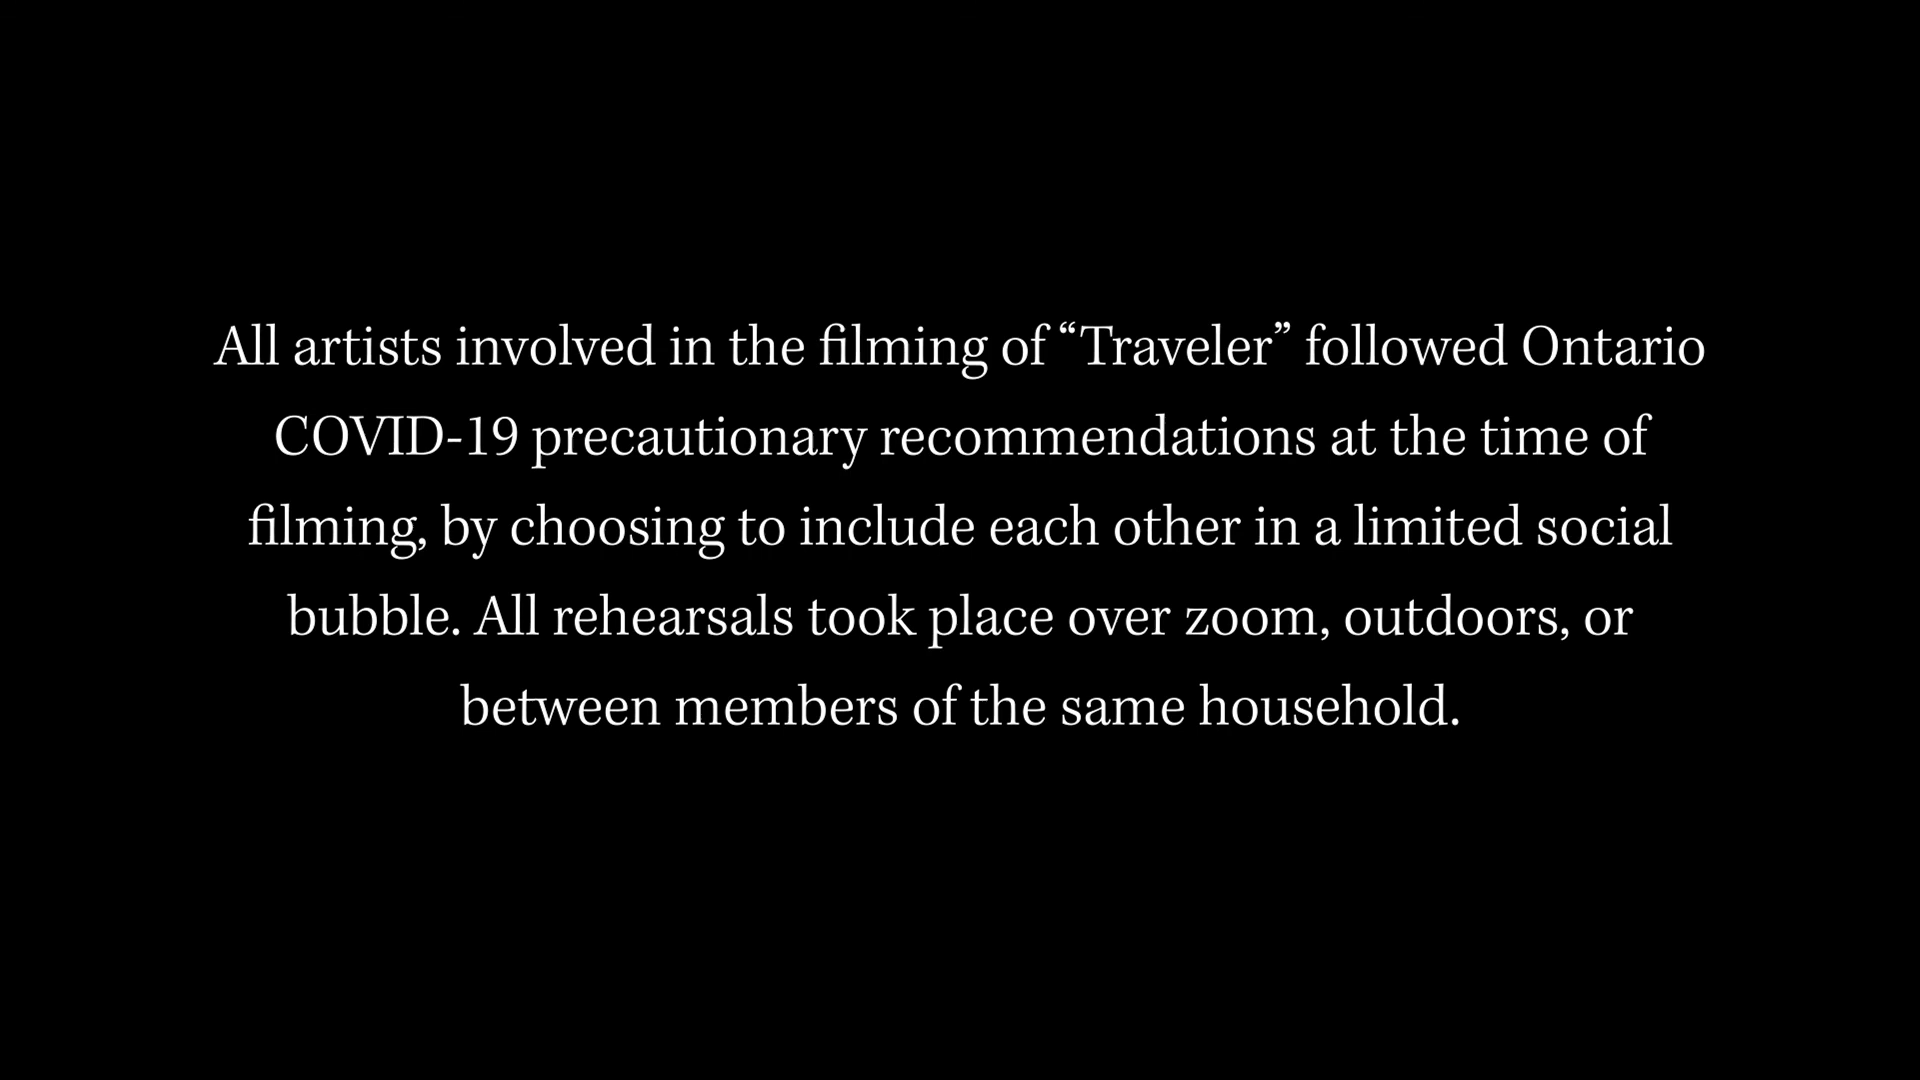 All artists involved in the filming of “Traveler” followed Ontario
COVID-19 precautionary recommendations at the time of
filming, by choosing to include each other in a limited social
bubble. All rehearsals took place over zoom, outdoors, or
between members of the same household.